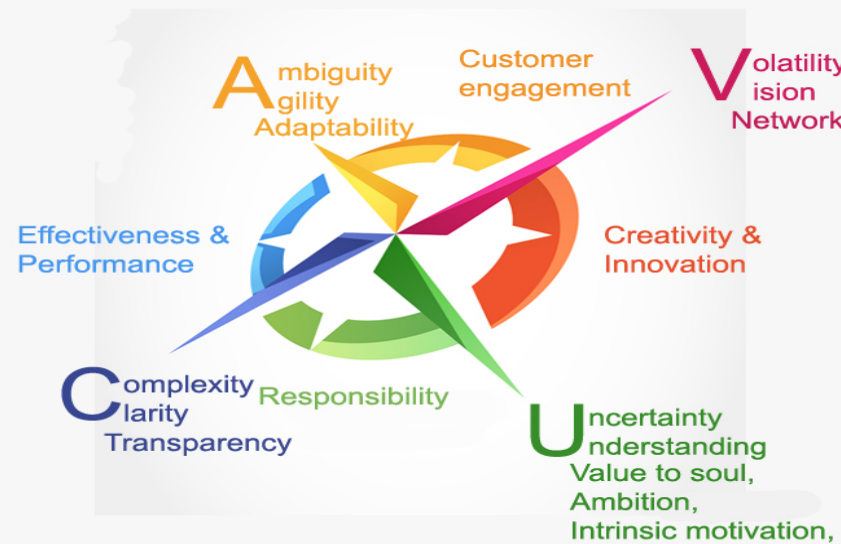 Ambiguity
Agility
Adaptability
Customer
engagement
Volatility
Vision
Network
Effectiveness &
Performance
Creativity &
Innovation
Complexity
Clarity
Transparency
Responsibility
Uncertainty
Understanding
Value to soul,
Ambition,
Intrinsic motivation,